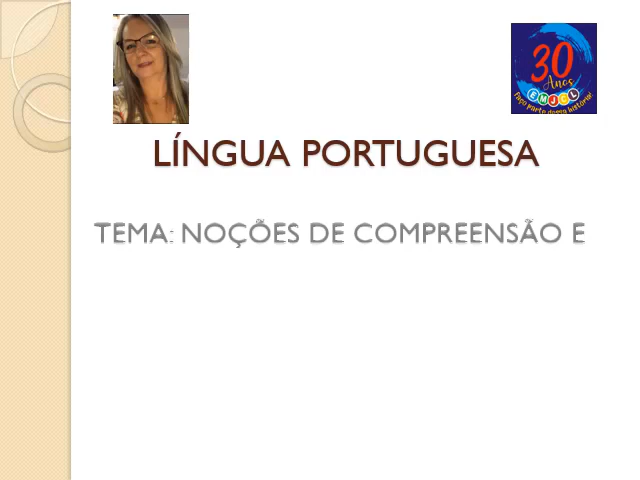 30
Anos
EMJCL
faço parte dessa história!
LÍNGUA PORTUGUESA
TEMA: NOÇÕES DE COMPREENSÃO E